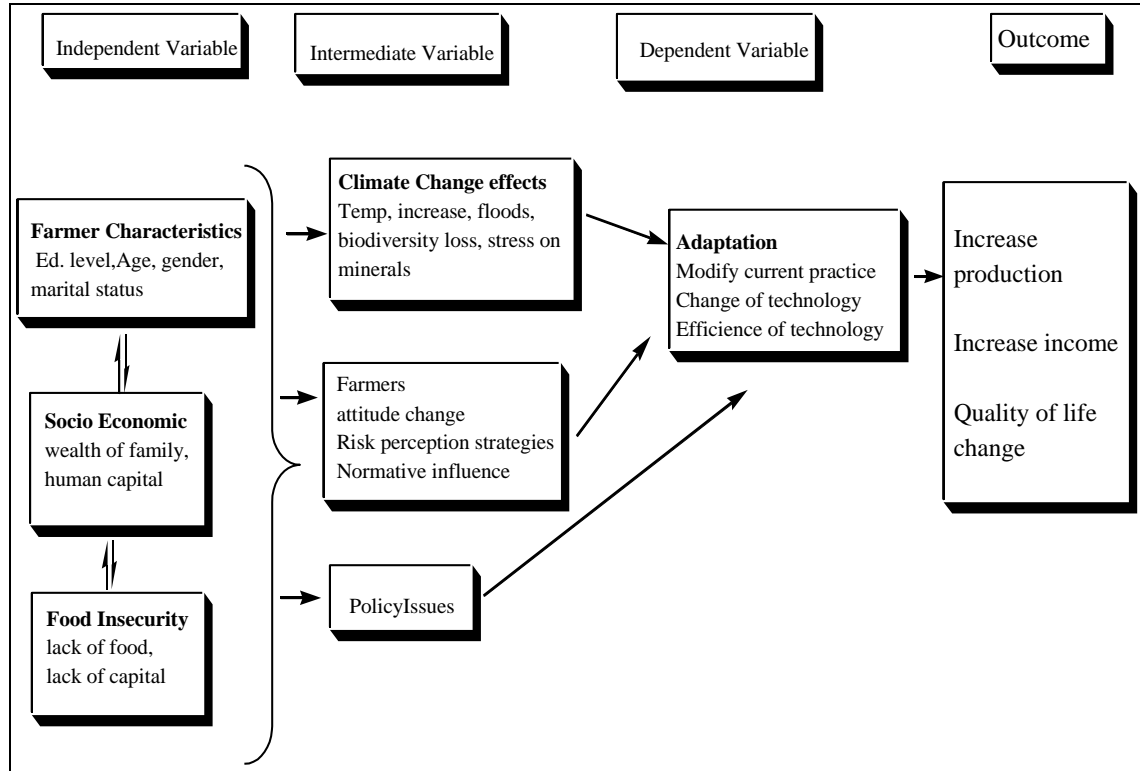 Independent Variable
Intermediate Variable
Dependent Variable
Outcome
Farmer Characteristics
Ed. level,Age, gender,
marital status
Socio Economic
wealth of family,
human capital
Food Insecurity
lack of food,
lack of capital
Climate Change effects
Temp, increase, floods,
biodiversity loss, stress on
minerals
Farmers
attitude change
Risk perception strategies
Normative influence
PolicyIssues
Adaptation
Modify current practice
Change of technology
Efficience of technology
Increase
production
Increase income
Quality of life
change